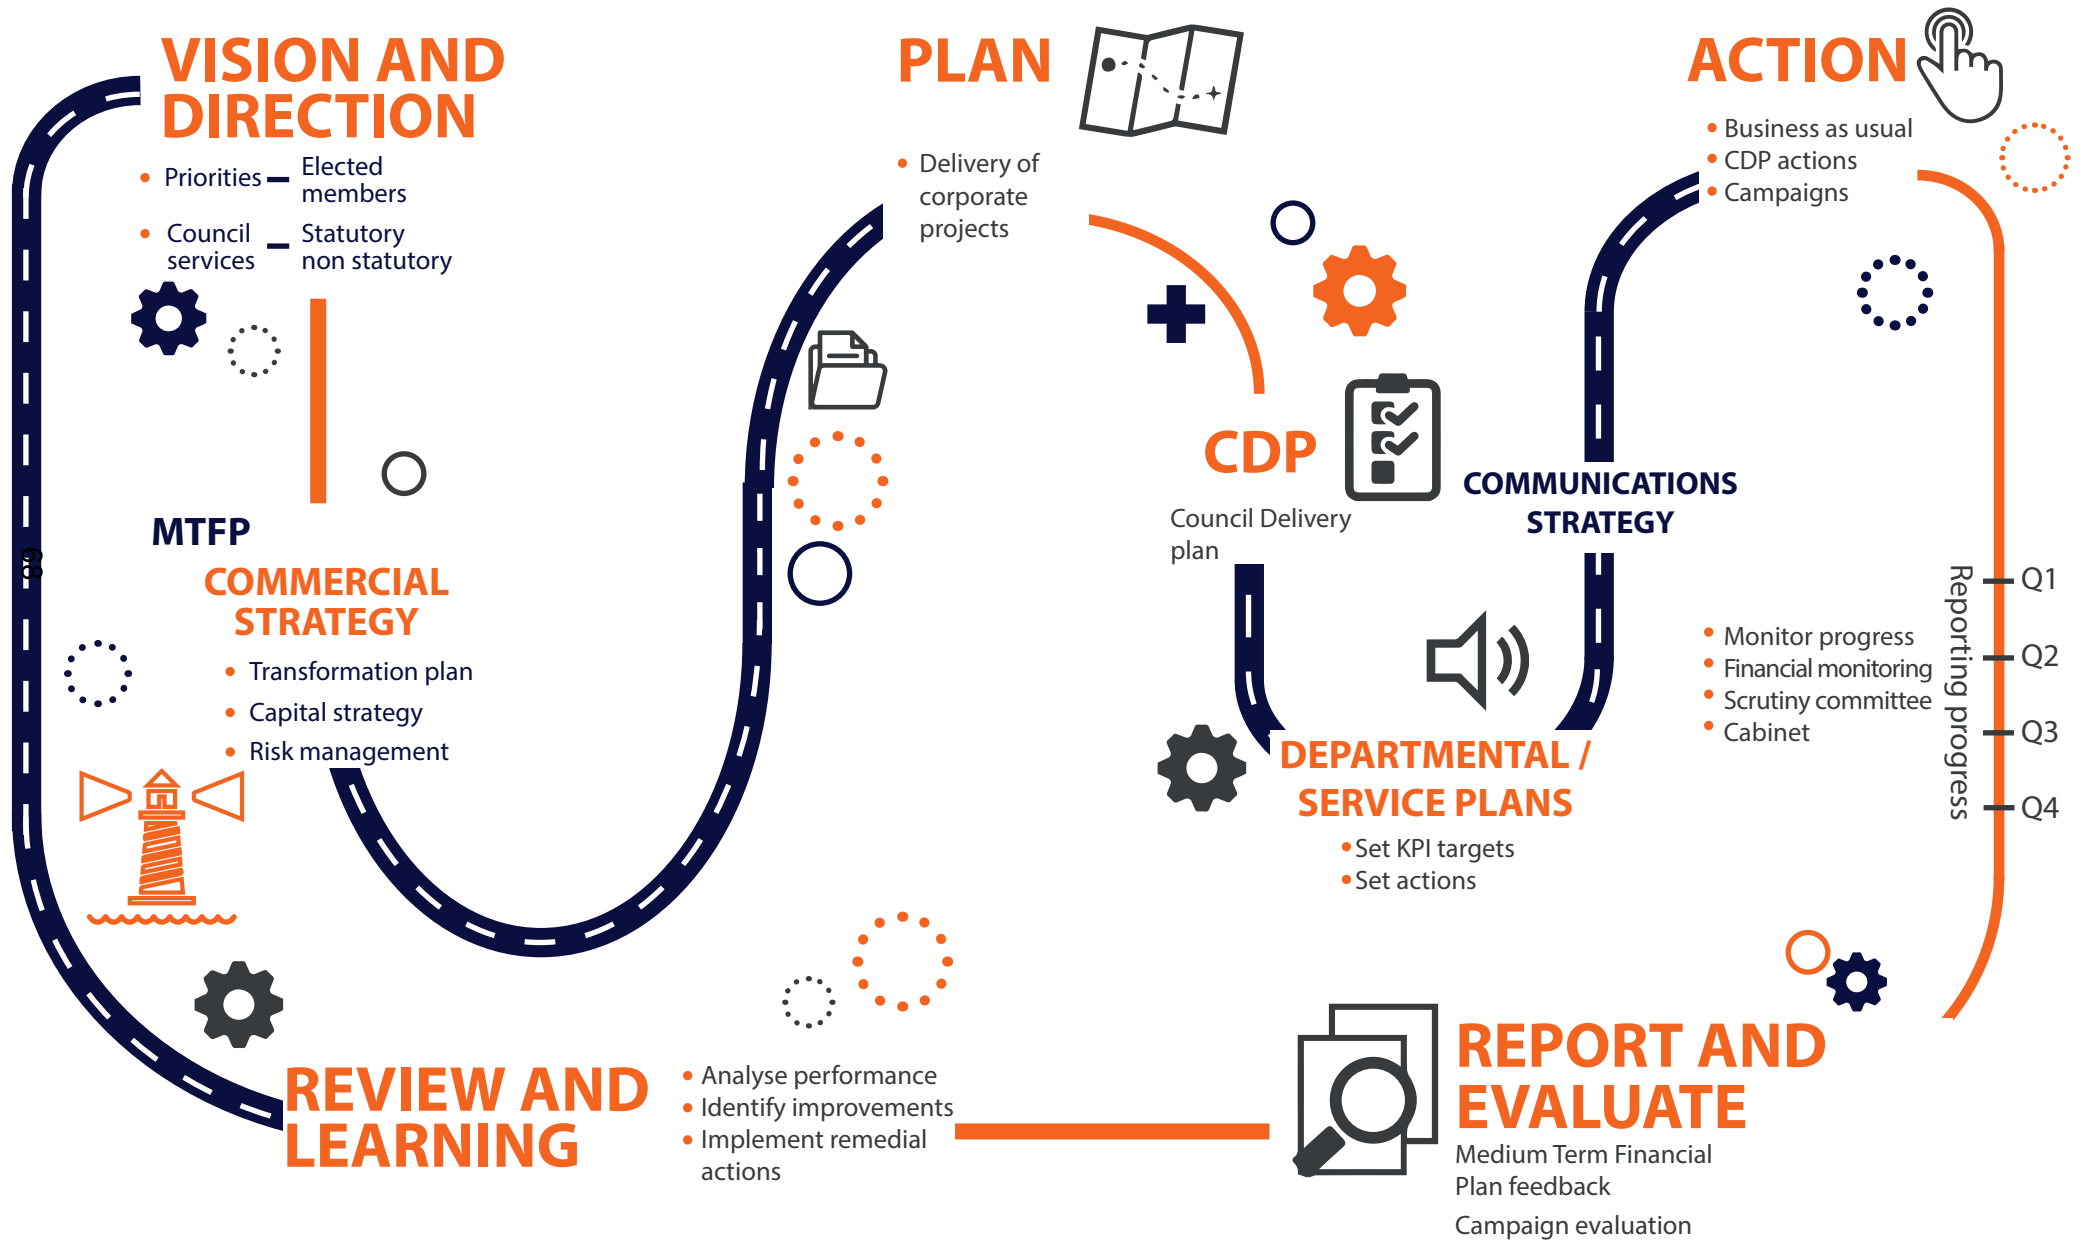 VISION AND
DIRECTION
• Priorities – Elected
members
• Council – Statutory
services non statutory
MTFP
COMMERCIAL
STRATEGY
• Transformation plan
• Capital strategy
• Risk management
68
PLAN
• Delivery of
corporate
projects
CDP
Council Delivery
plan
DEPARTMENTAL /
SERVICE PLANS
• Set KPI targets
• Set actions
COMMUNICATIONS
STRATEGY
ACTION
• Business as usual
• CDP actions
• Campaigns
• Monitor progress
• Financial monitoring
• Scrutiny committee
• Cabinet
Reporting progress
Q1
Q2
Q3
Q4
REPORT AND
EVALUATE
Medium Term Financial
Plan feedback
Campaign evaluation
REVIEW AND
LEARNING
• Analyse performance
• Identify improvements
• Implement remedial
actions